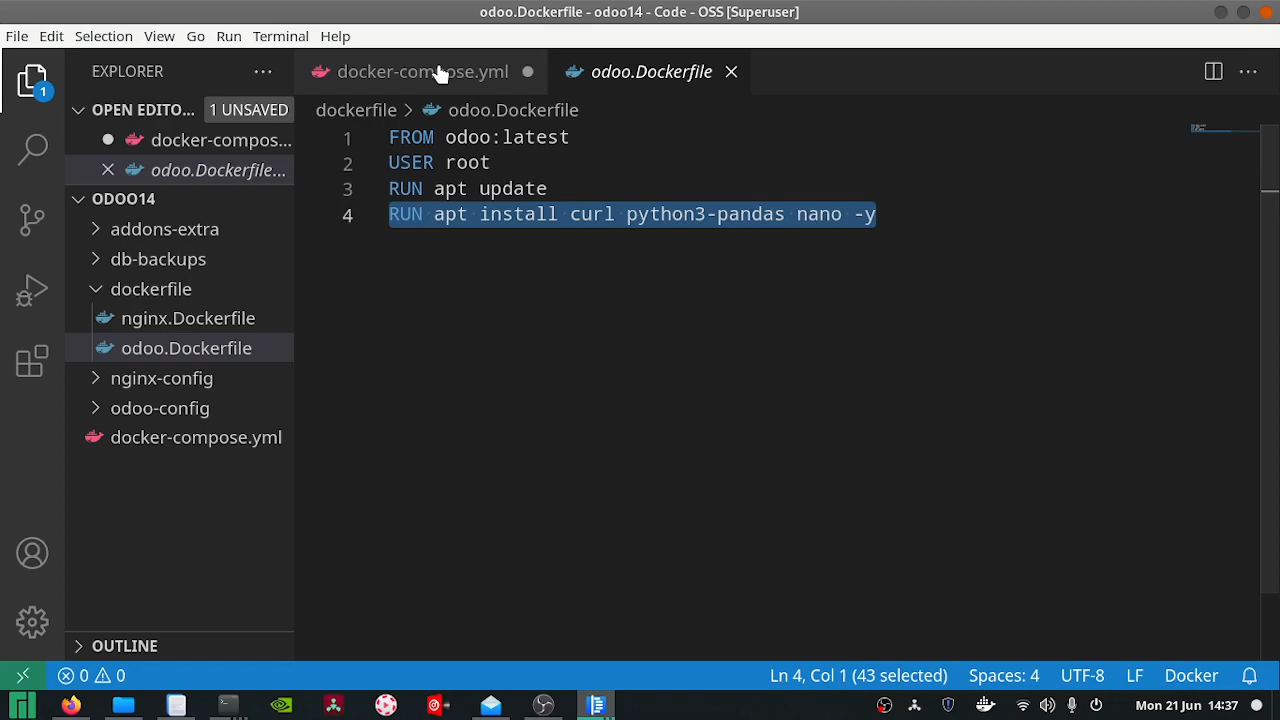 odoo.Dockerfile - odoo14 - Code - OSS [Superuser]
File Edit Selection View Go Run Terminal Help
EXPLORER
docker-compose.yml
odoo.Dockerfile
OPEN EDITO... 1 UNSAVED
docker-compos...
odoo.Dockerfile...
ODOO14
addons-extra
db-backups
dockerfile
nginx.Dockerfile
odoo.Dockerfile
nginx-config
odoo-config
docker-compose.yml
OUTLINE
1
dockerfile > odoo.Dockerfile
1 FROM odoo:latest
2 USER root
3 RUN apt update
4 RUN apt install curl python3-pandas nano -y
0 0 Ln 4, Col 1 (43 selected) Spaces: 4 UTF-8 LF Docker
Mon 21 Jun 14:37